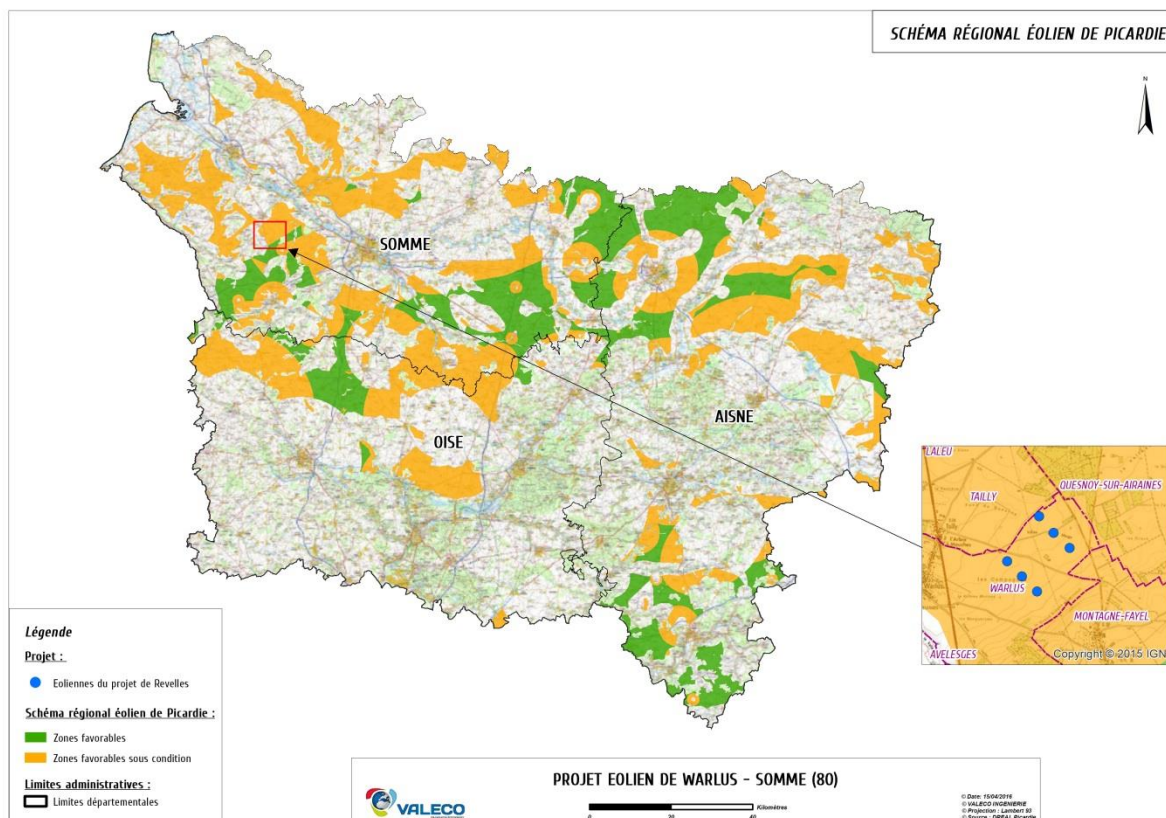 SCHÉMA RÉGIONAL ÉOLIEN DE PICARDIE
N
SOMME
AISNE
OISE
LALEU
TAILLY
QUESNOY-SUR-AIRAINES
WARLUS
MONTAGNE-FAYEL
AVELESGES
Copyright © 2015 IGN
Légende
Projet :
Eoliennes du projet de Revelles
Schéma régional éolien de Picardie :
Zones favorables
Zones favorables sous condition
Limites administratives :
Limites départementales
PROJET EOLIEN DE WARLUS - SOMME (80)
VALECO
Kilomètres
0 20 40
© Date: 15/04/2016
© VALECO INGENIERIE
© Projection : Lambert 93
© Source : DREAL Picardie